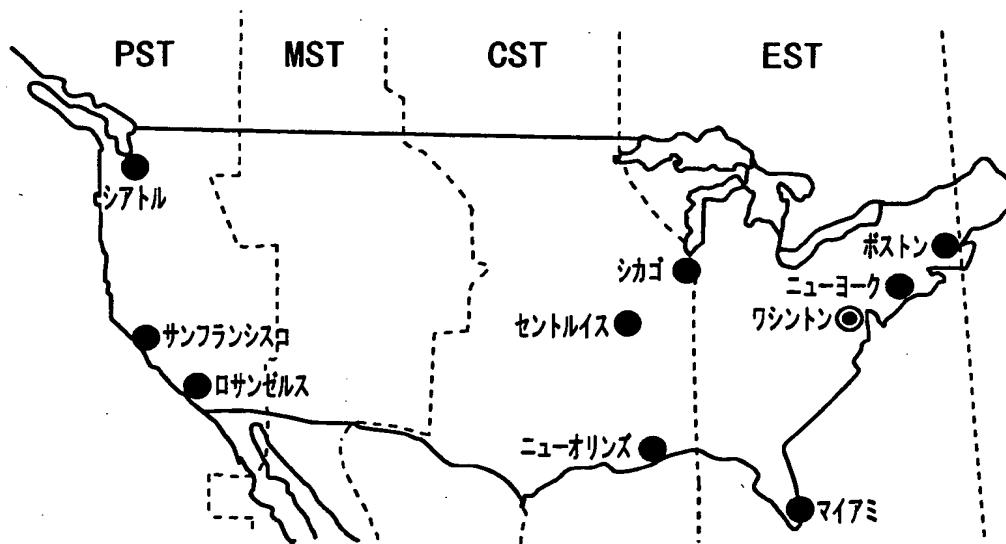 PST MST CST EST
シアトル
ボストン
シカゴ
ニューヨーク
セントルイス
ワシントン
サンフランシスコ
ロサンゼルス
ニューオリンズ
マイアミ